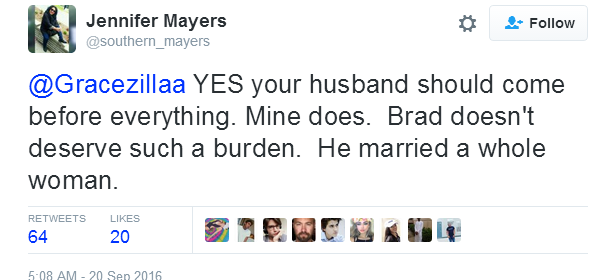 Jennifer Mayers
@southern_mayers
Follow
@Gracezillaa YES your husband should come
before everything. Mine does.  Brad doesn't
deserve such a burden.  He married a whole
woman.
RETWEETS LIKES
64 20
5:08 AM - 20 Sep 2016